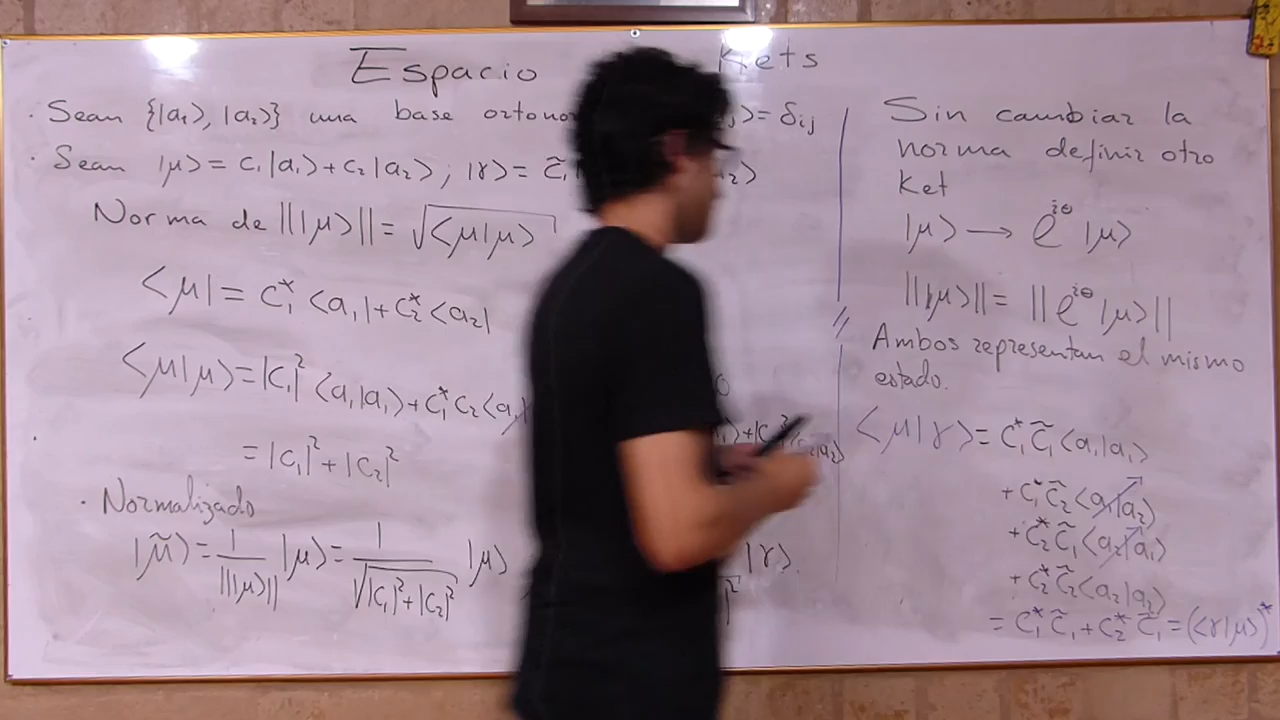 Espacio Kets
· Sean {|a₁⟩, |a₂⟩} una base ⟩=δᵢⱼ
· Sean |μ⟩ = c₁|a₁⟩+c₂|a₂⟩ ; |γ⟩ = c̃₁
Norma de || |μ⟩ || = √⟨μ|μ⟩
⟨μ| = c₁* ⟨a₁|+c₂* ⟨a₂|
⟨μ|μ⟩=|c₁|² ⟨a₁|a₁⟩+c₁*c₂⟨a₁
= |c₁|²+|c₂|²
· Normalizado
|μ̃⟩ = 1/|| |μ⟩ || |μ⟩ = 1/√|c₁|²+|c₂|² |μ⟩ |γ⟩.
Sin cambiar la
norma definir otro
Ket
|μ⟩ → e^{iθ} |μ⟩
|| |μ⟩ || = || e^{iθ} |μ⟩ ||
Ambos representan el mismo
estado.
⟨μ|γ⟩= c₁* c̃₁ ⟨a₁|a₁⟩
+ c₁* c̃₂ ⟨a₁|a₂⟩
+ c₂* c̃₁ ⟨a₂|a₁⟩
+ c₂* c̃₂ ⟨a₂|a₂⟩
= c₁* c̃₁ + c₂* c̃₁ = (⟨γ|μ⟩)*